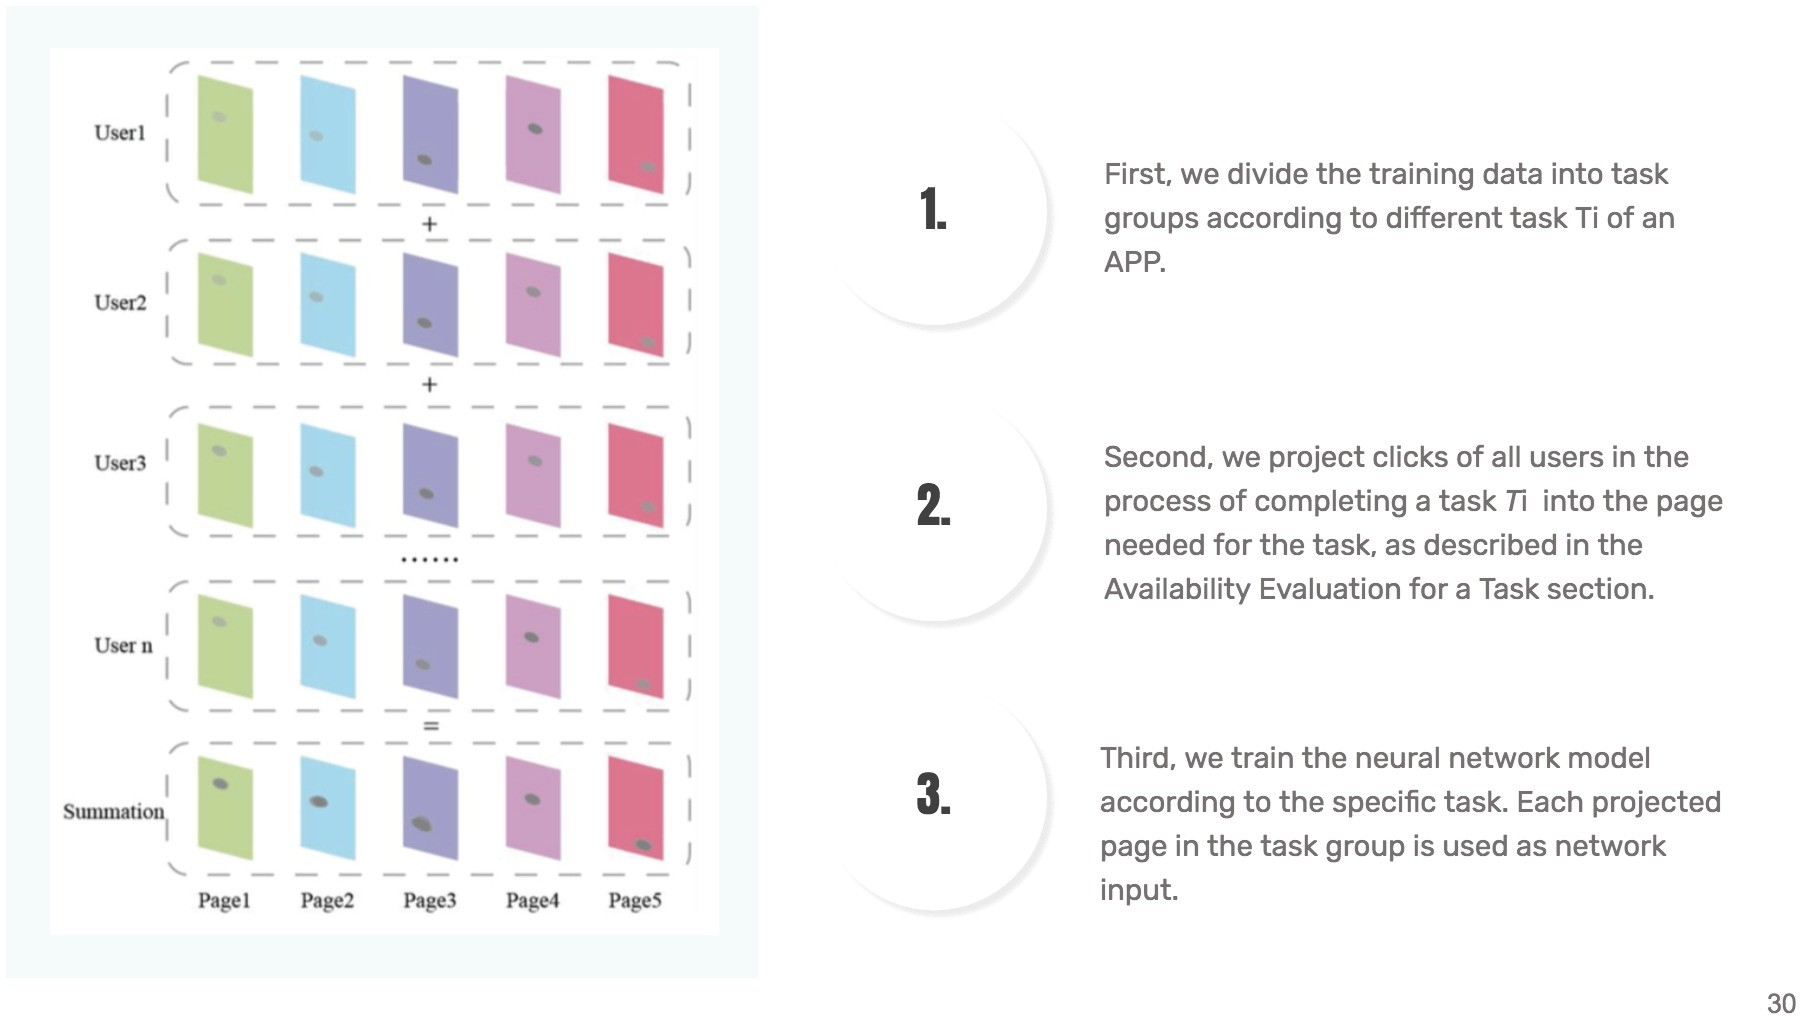 User1
+
User2
+
User3
......
User n
=
Summation
Page1 Page2 Page3 Page4 Page5
1.
First, we divide the training data into task
groups according to different task Ti of an
APP.
2.
Second, we project clicks of all users in the
process of completing a task Ti into the page
needed for the task, as described in the
Availability Evaluation for a Task section.
3.
Third, we train the neural network model
according to the specific task. Each projected
page in the task group is used as network
input.
30